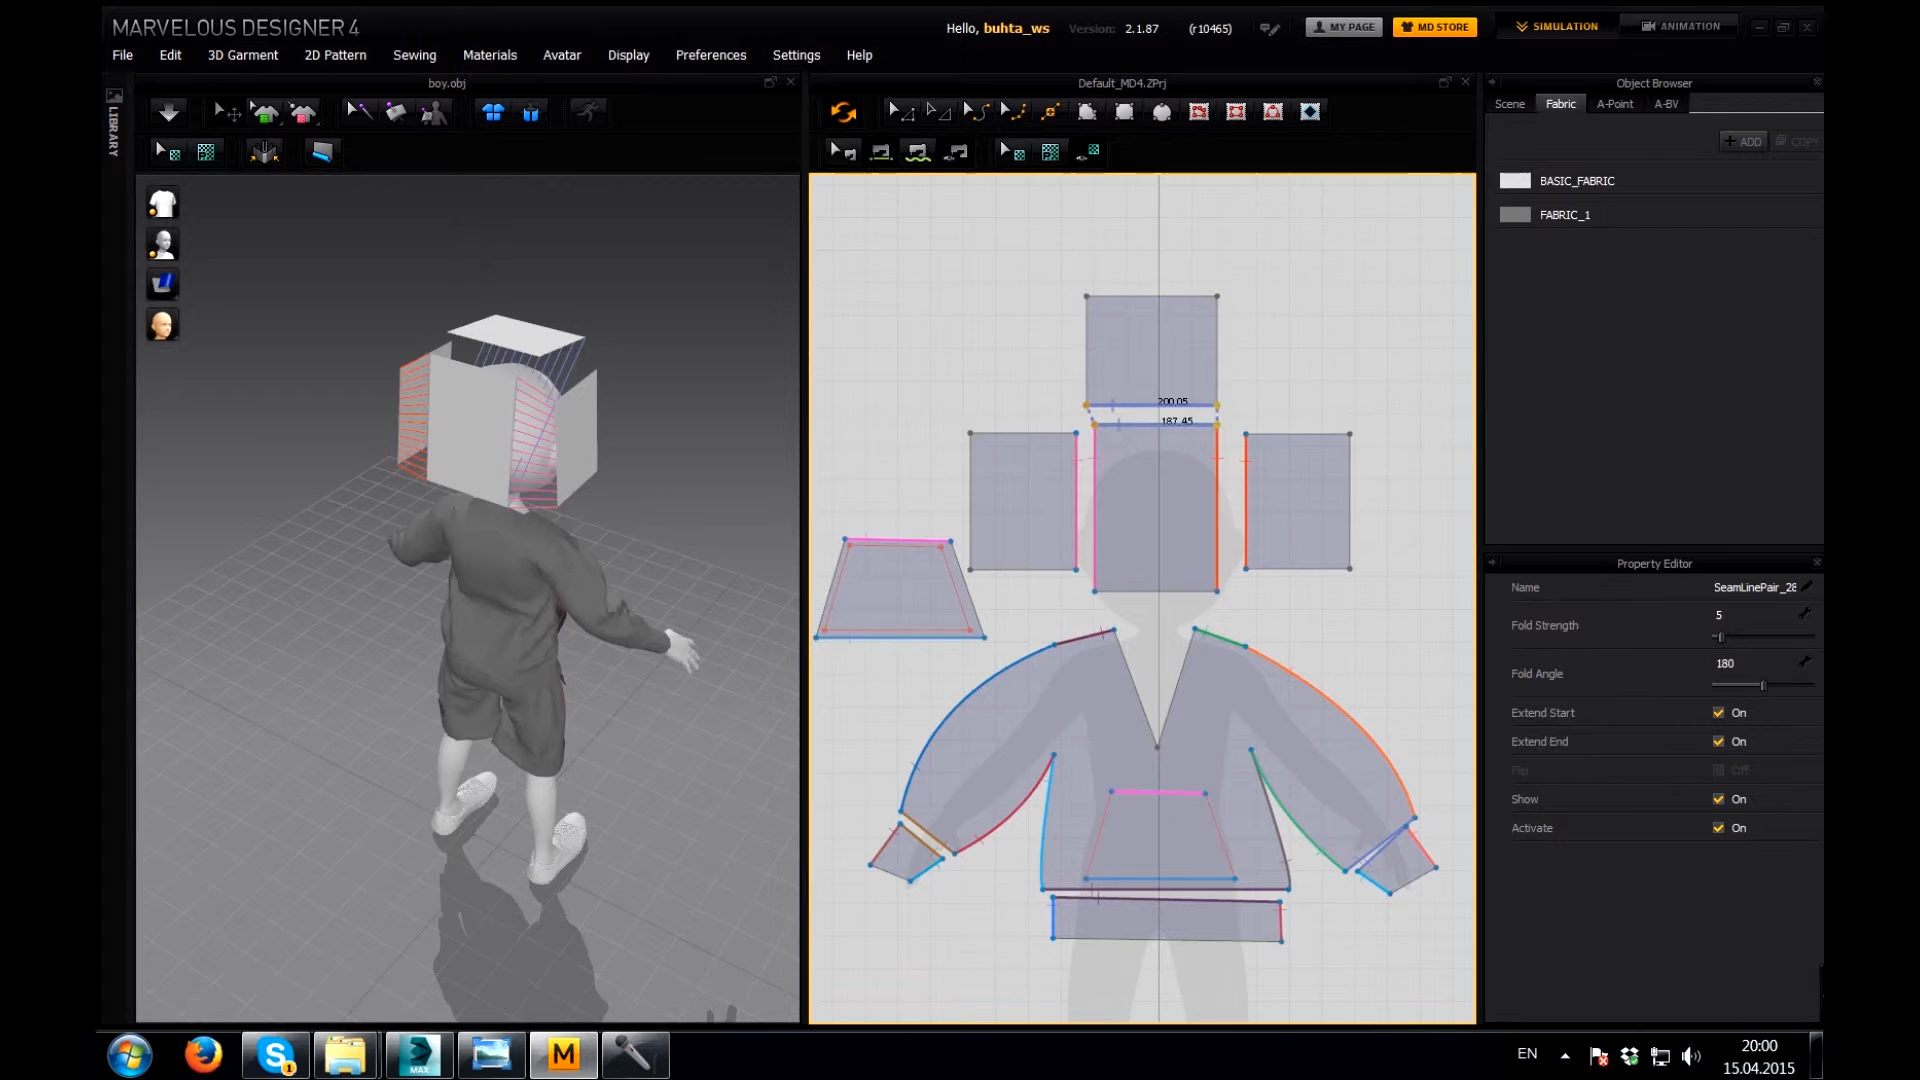 MARVELOUS DESIGNER 4
Hello, buhta_ws
Version: 2.1.87 (r10465)
MY PAGE
MD STORE
SIMULATION
ANIMATION
File Edit 3D Garment 2D Pattern Sewing Materials Avatar Display Preferences Settings Help
LIBRARY
boy.obj
Default_MD4.ZPrj
Object Browser
Scene Fabric A-Point A-BV
+ ADD
COPY
BASIC_FABRIC
FABRIC_1
200.05
187.45
Property Editor
Name SeamLinePair_28
Fold Strength 5
Fold Angle 180
Extend Start On
Extend End On
Flip Off
Show On
Activate On
MAX
M
1
EN
20:00
15.04.2015